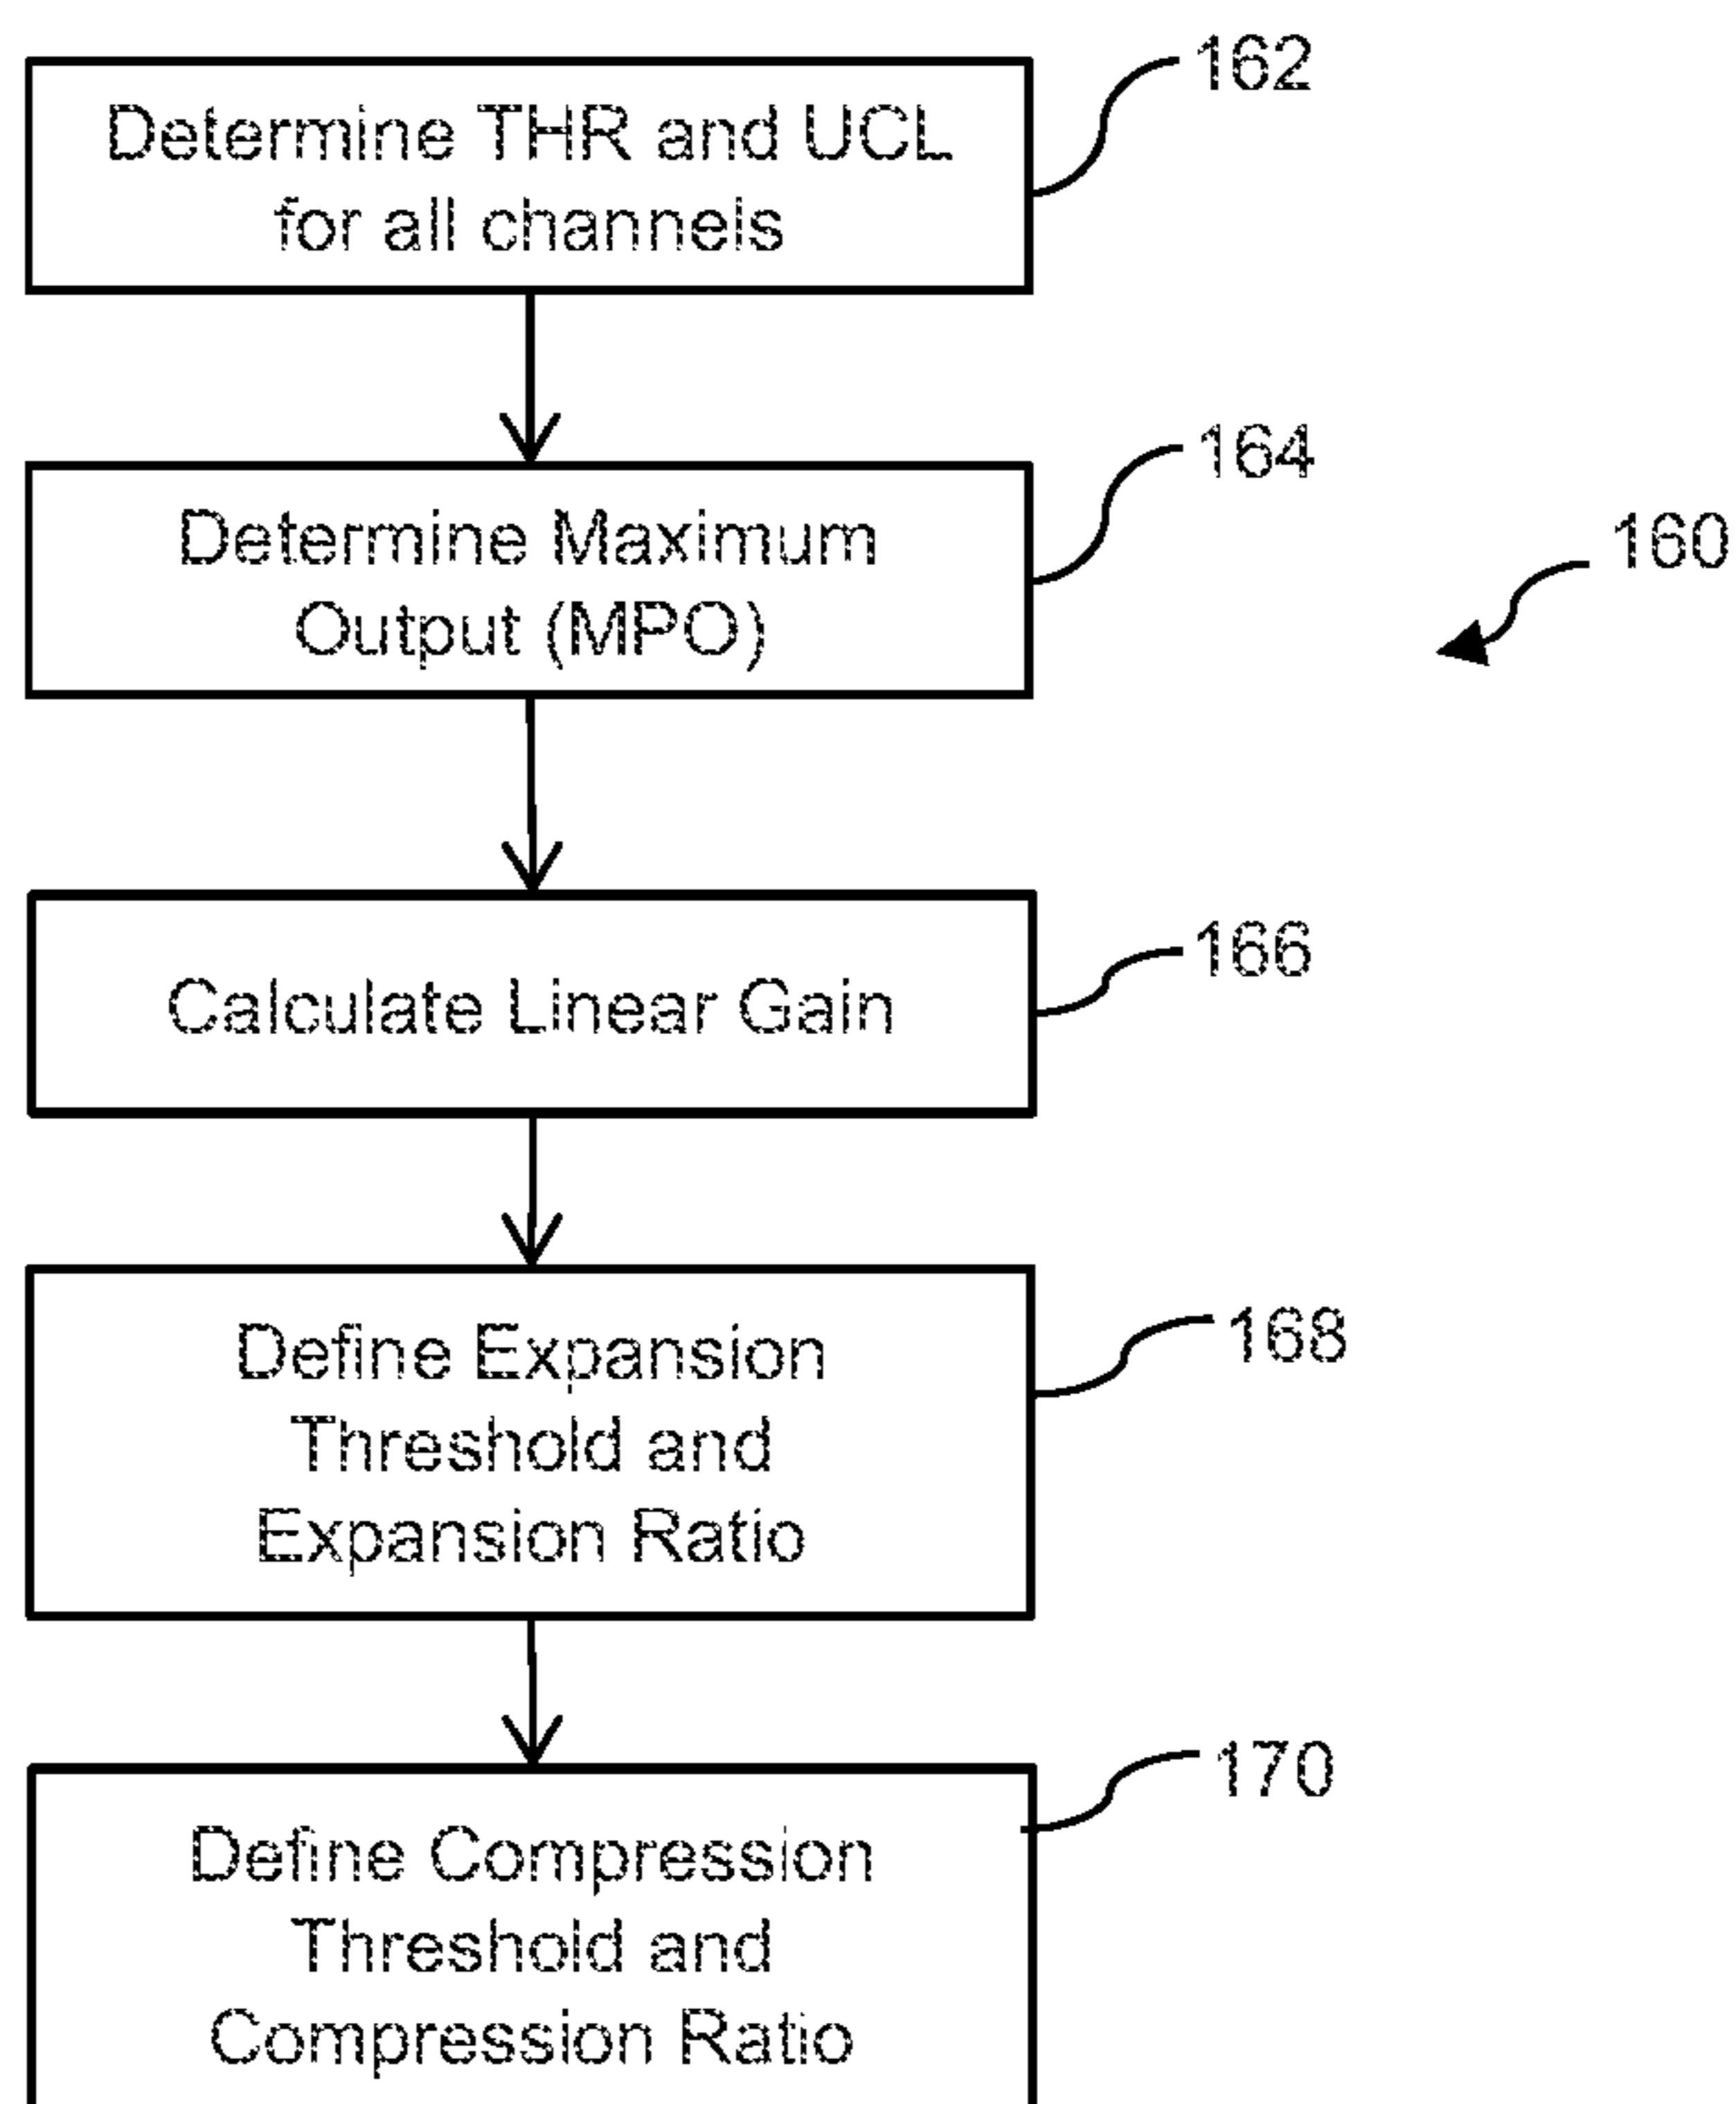 Determine THR and UCL
for all channels
162
Determine Maximum
Output (MPO)
164
160
Calculate Linear Gain
166
Define Expansion
Threshold and
Expansion Ratio
168
Define Compression
Threshold and
Compression Ratio
170